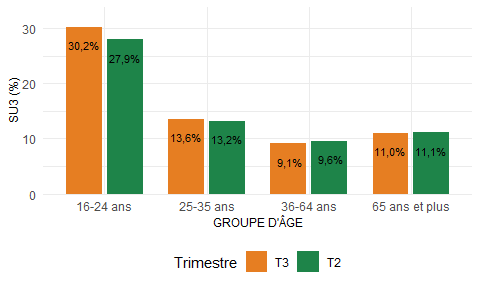 SU3 (%)
30
20
10
0
30,2%
27,9%
13,6%
13,2%
9,1%
9,6%
11,0%
11,1%
16-24 ans
25-35 ans
36-64 ans
65 ans et plus
GROUPE D'ÂGE
Trimestre T3 T2